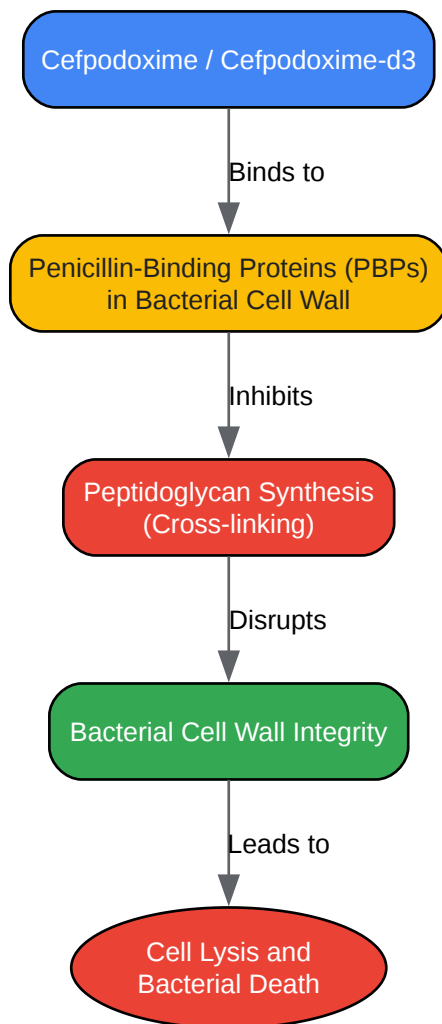 Cefpodoxime / Cefpodoxime-d3
Binds to
Penicillin-Binding Proteins (PBPs)
in Bacterial Cell Wall
Inhibits
Peptidoglycan Synthesis
(Cross-linking)
Disrupts
Bacterial Cell Wall Integrity
Leads to
Cell Lysis and
Bacterial Death